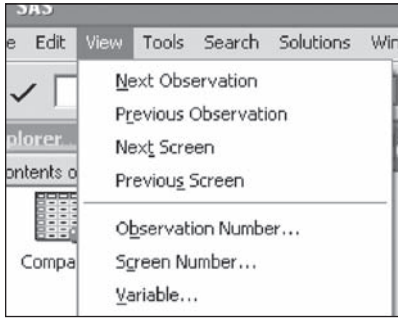 SAS
e Edit View Tools Search Solutions Win
Next Observation
Previous Observation
Next Screen
Previous Screen
plorer
ontents o
Observation Number...
Screen Number...
Compa
Variable...